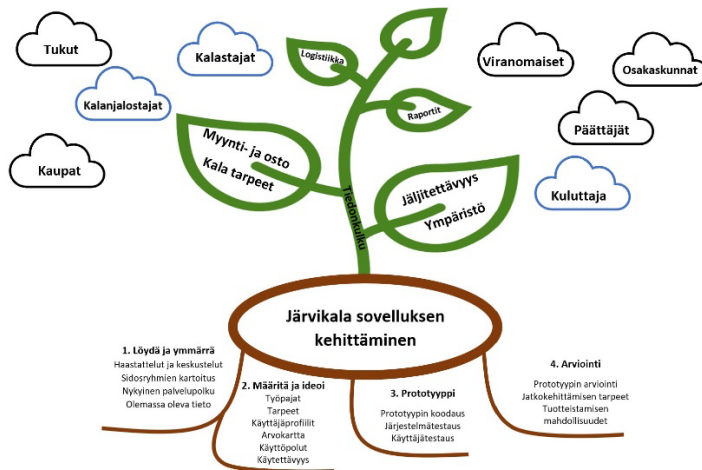 Tukut
Kalastajat
Kalanjalostajat
Kaupat
Logistiikka
Raportit
Viranomaiset
Osakaskunnat
Päättäjät
Kuluttaja
Myynti- ja osto
Kala tarpeet
Tiedonkulku
Jäljitettävyys
Ympäristö
Järvikala sovelluksen
kehittäminen
1. Löydä ja ymmärrä
Haastattelut ja keskustelut
Sidosryhmien kartoitus
Nykyinen palvelupolku
Olemassa oleva tieto
2. Määritä ja ideoi
Työpajat
Tarpeet
Käyttäjäprofiilit
Arvokartta
Käyttöpolut
Käytettävyys
3. Prototyyppi
Prototyypin koodaus
Järjestelmätestaus
Käyttäjätestaus
4. Arviointi
Prototyypin arviointi
Jatkokehittämisen tarpeet
Tuotteistamisen
mahdollisuudet